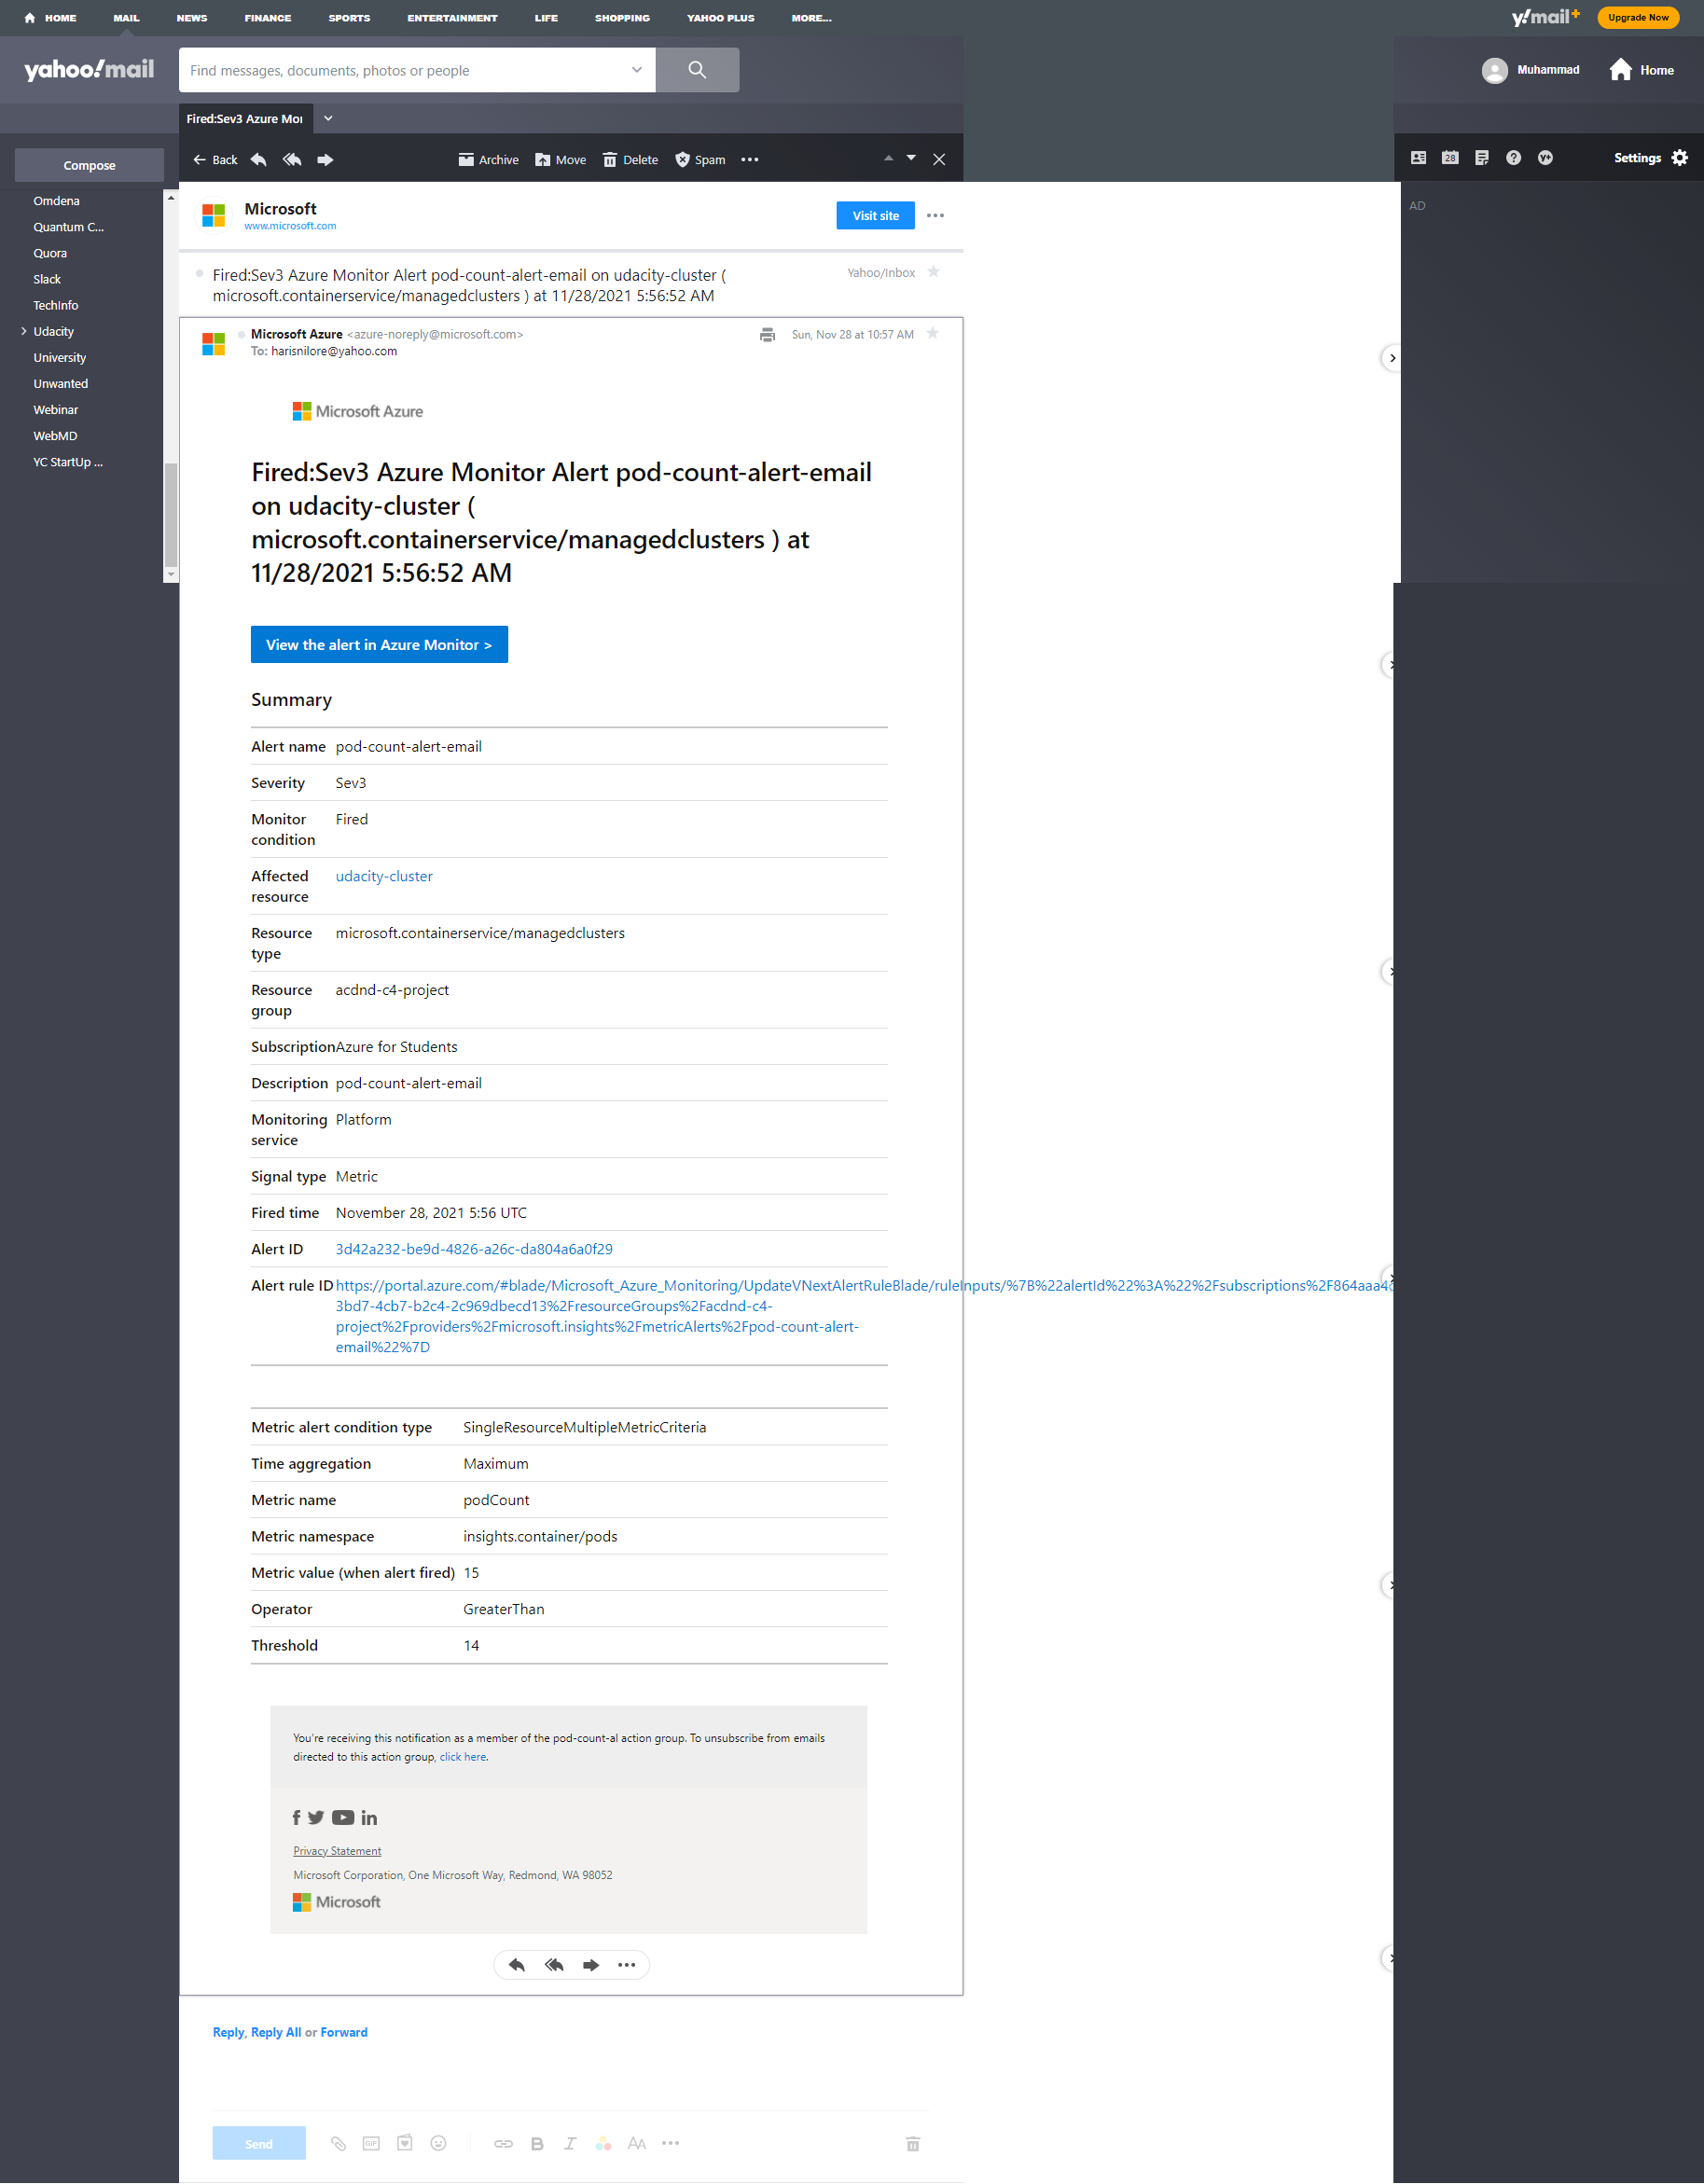 HOME MAIL NEWS FINANCE SPORTS ENTERTAINMENT LIFE SHOPPING YAHOO PLUS MORE... y!mail+ Upgrade Now
yahoo!mail Find messages, documents, photos or people Muhammad Home
Fired:Sev3 Azure Mo
Compose Back Archive Move Delete Spam 28 Y+ Settings
AD
Omdena
Quantum C...
Quora
Slack
TechInfo
Udacity
University
Unwanted
Webinar
WebMD
YC StartUp ...
Microsoft
www.microsoft.com
Visit site
Fired:Sev3 Azure Monitor Alert pod-count-alert-email on udacity-cluster (
microsoft.containerservice/managedclusters ) at 11/28/2021 5:56:52 AM
Yahoo/Inbox
Microsoft Azure <azure-noreply@microsoft.com>
To: harisnilore@yahoo.com
Sun, Nov 28 at 10:57 AM
Microsoft Azure
Fired:Sev3 Azure Monitor Alert pod-count-alert-email
on udacity-cluster (
microsoft.containerservice/managedclusters ) at
11/28/2021 5:56:52 AM
View the alert in Azure Monitor >
Summary
Alert name pod-count-alert-email
Severity Sev3
Monitor condition Fired
Affected resource udacity-cluster
Resource type microsoft.containerservice/managedclusters
Resource group acdnd-c4-project
Subscription Azure for Students
Description pod-count-alert-email
Monitoring service Platform
Signal type Metric
Fired time November 28, 2021 5:56 UTC
Alert ID 3d42a232-be9d-4826-a26c-da804a6a0f29
Alert rule ID https://portal.azure.com/#blade/Microsoft_Azure_Monitoring/UpdateVNextAlertRuleBlade/ruleInputs/%7B%22alertId%22%3A%22%2Fsubscriptions%2F864aaa4
3bd7-4cb7-b2c4-2c969dbecd13%2FresourceGroups%2Facdnd-c4-
project%2Fproviders%2Fmicrosoft.insights%2FmetricAlerts%2Fpod-count-alert-
email%22%7D
Metric alert condition type SingleResourceMultipleMetricCriteria
Time aggregation Maximum
Metric name podCount
Metric namespace insights.container/pods
Metric value (when alert fired) 15
Operator GreaterThan
Threshold 14
You're receiving this notification as a member of the pod-count-al action group. To unsubscribe from emails
directed to this action group, click here.
Privacy Statement
Microsoft Corporation, One Microsoft Way, Redmond, WA 98052
Microsoft
Reply, Reply All or Forward
Send GIF B I AA